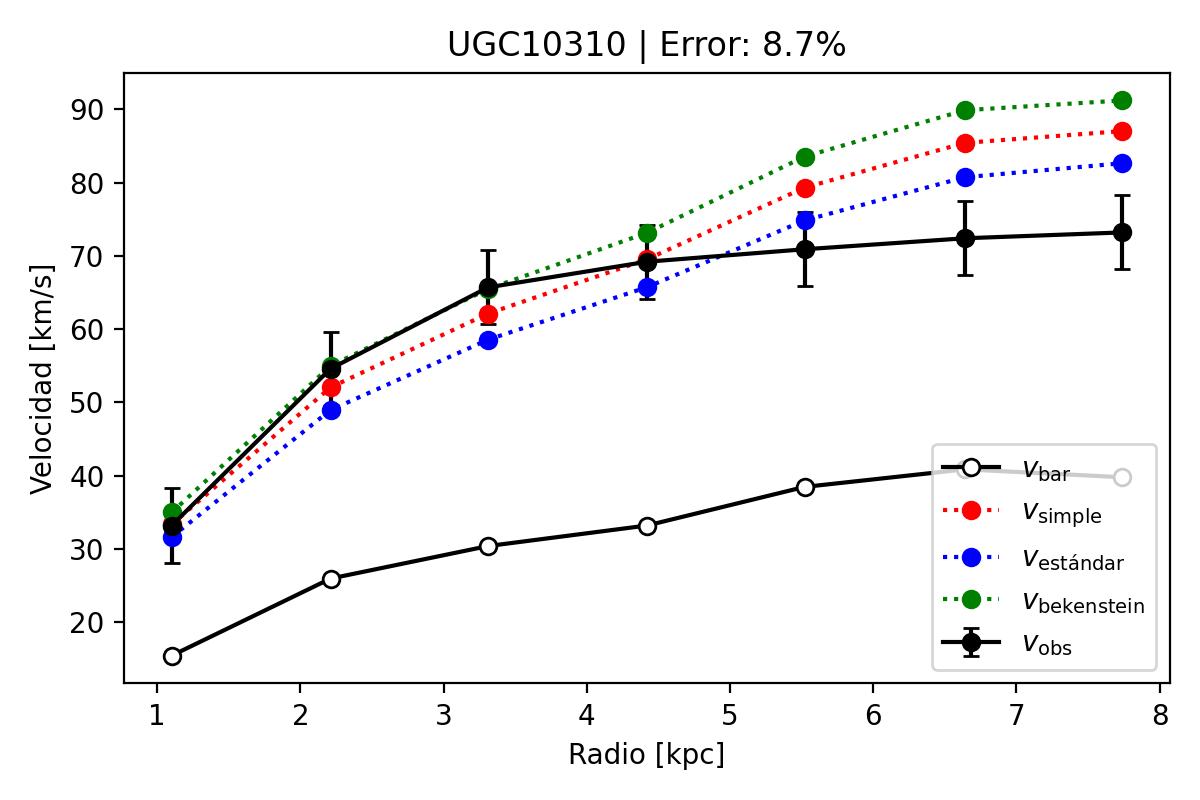 UGC10310 | Error: 8.7%
Velocidad [km/s]
90
80
70
60
50
40
30
20
v_bar
v_simple
v_estándar
v_bekenstein
v_obs
1 2 3 4 5 6 7 8
Radio [kpc]